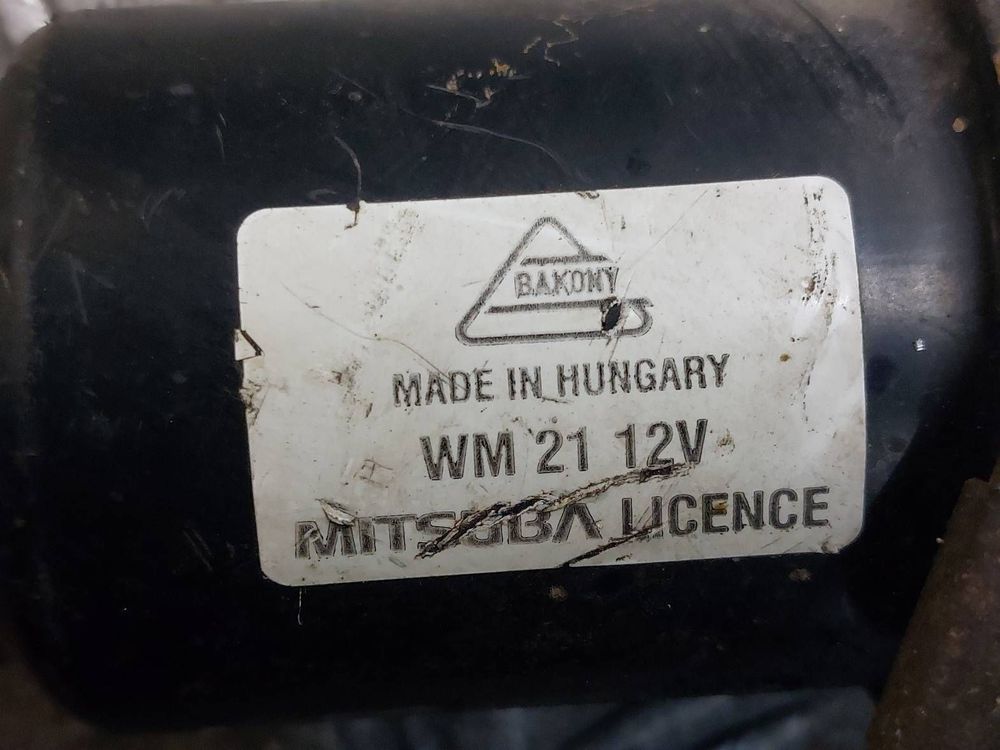 BAKONY
MADE IN HUNGARY
WM 21 12V
MITSUBA LICENCE